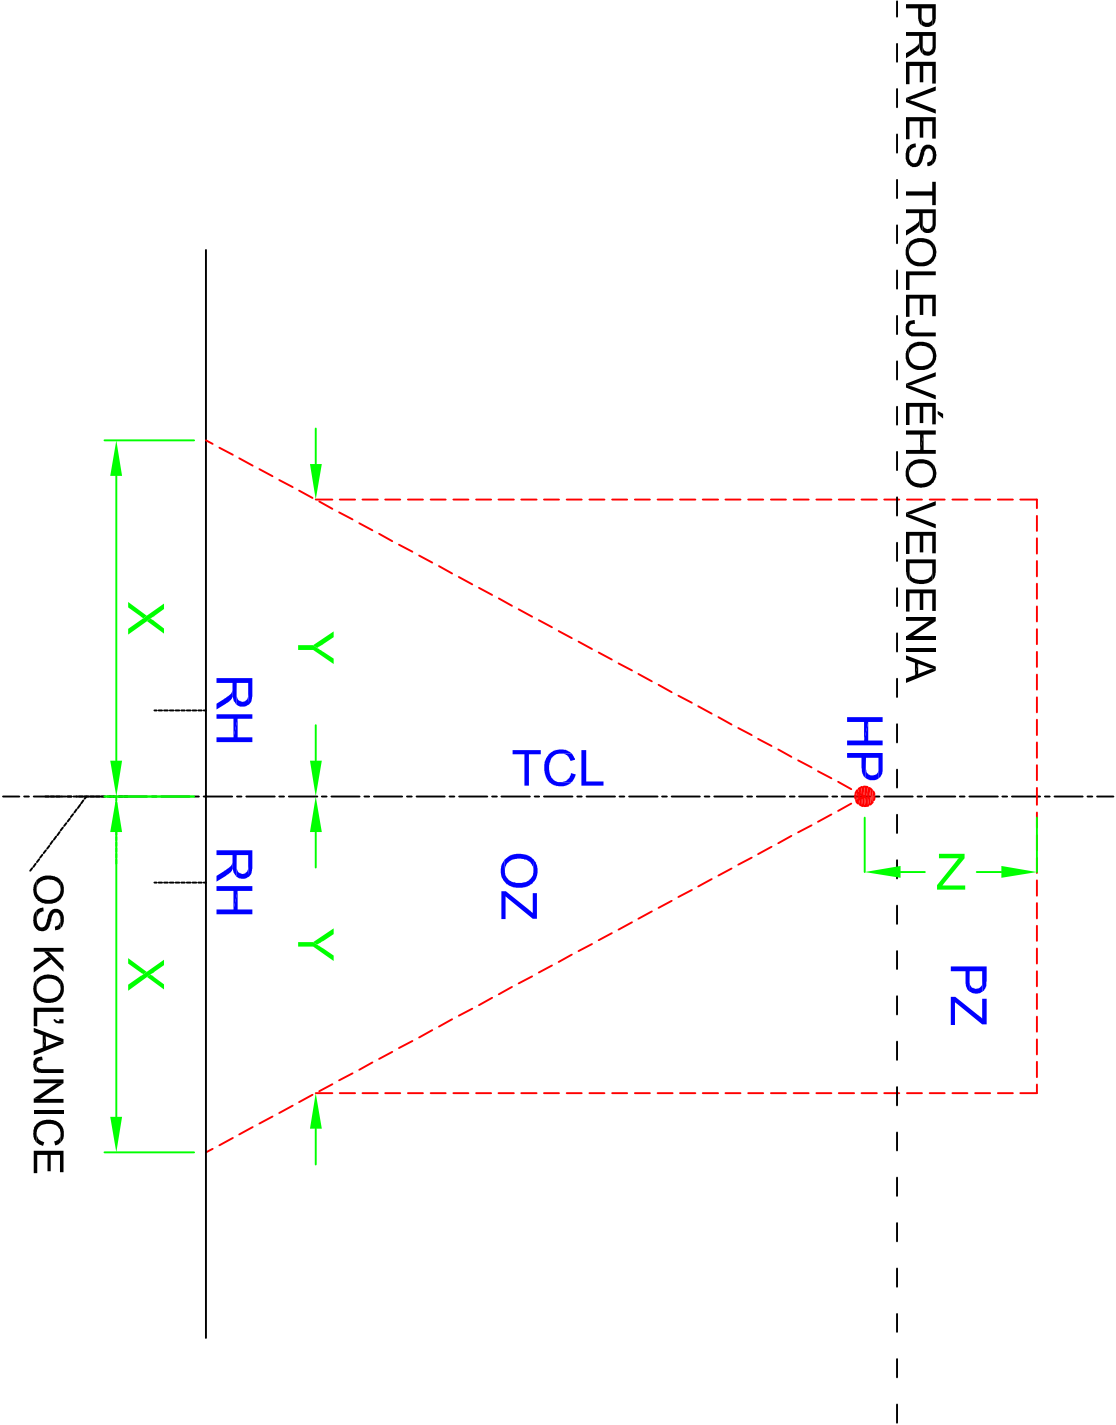 PREVES TROLEJOVÉHO VEDENIA
HP
Z
PZ
TCL
OZ
Y
Y
RH
RH
X
X
OS KOĽAJNICE